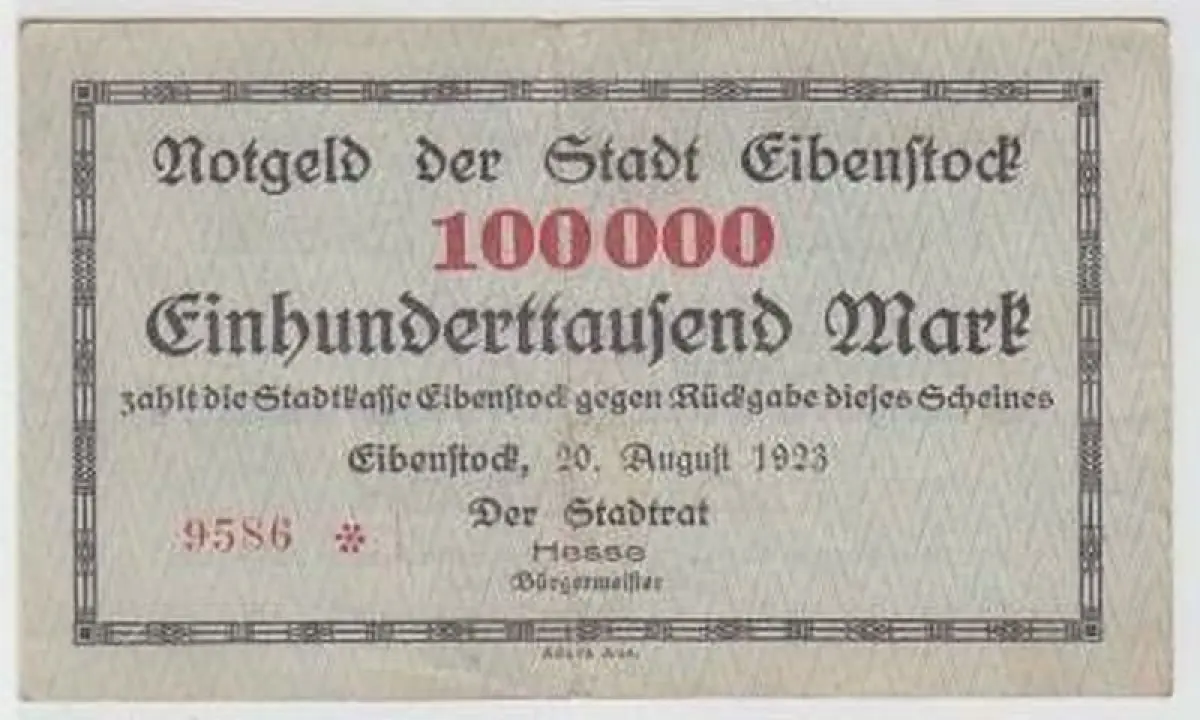 Notgeld der Stadt Eibenstock
100000
Einhunderttausend Mark
zahlt die Stadtkasse Eibenstock gegen Rückgabe dieses Scheines
Eibenstock, 20. August 1923
Der Stadtrat
Hesse
Bürgermeister
9586 *